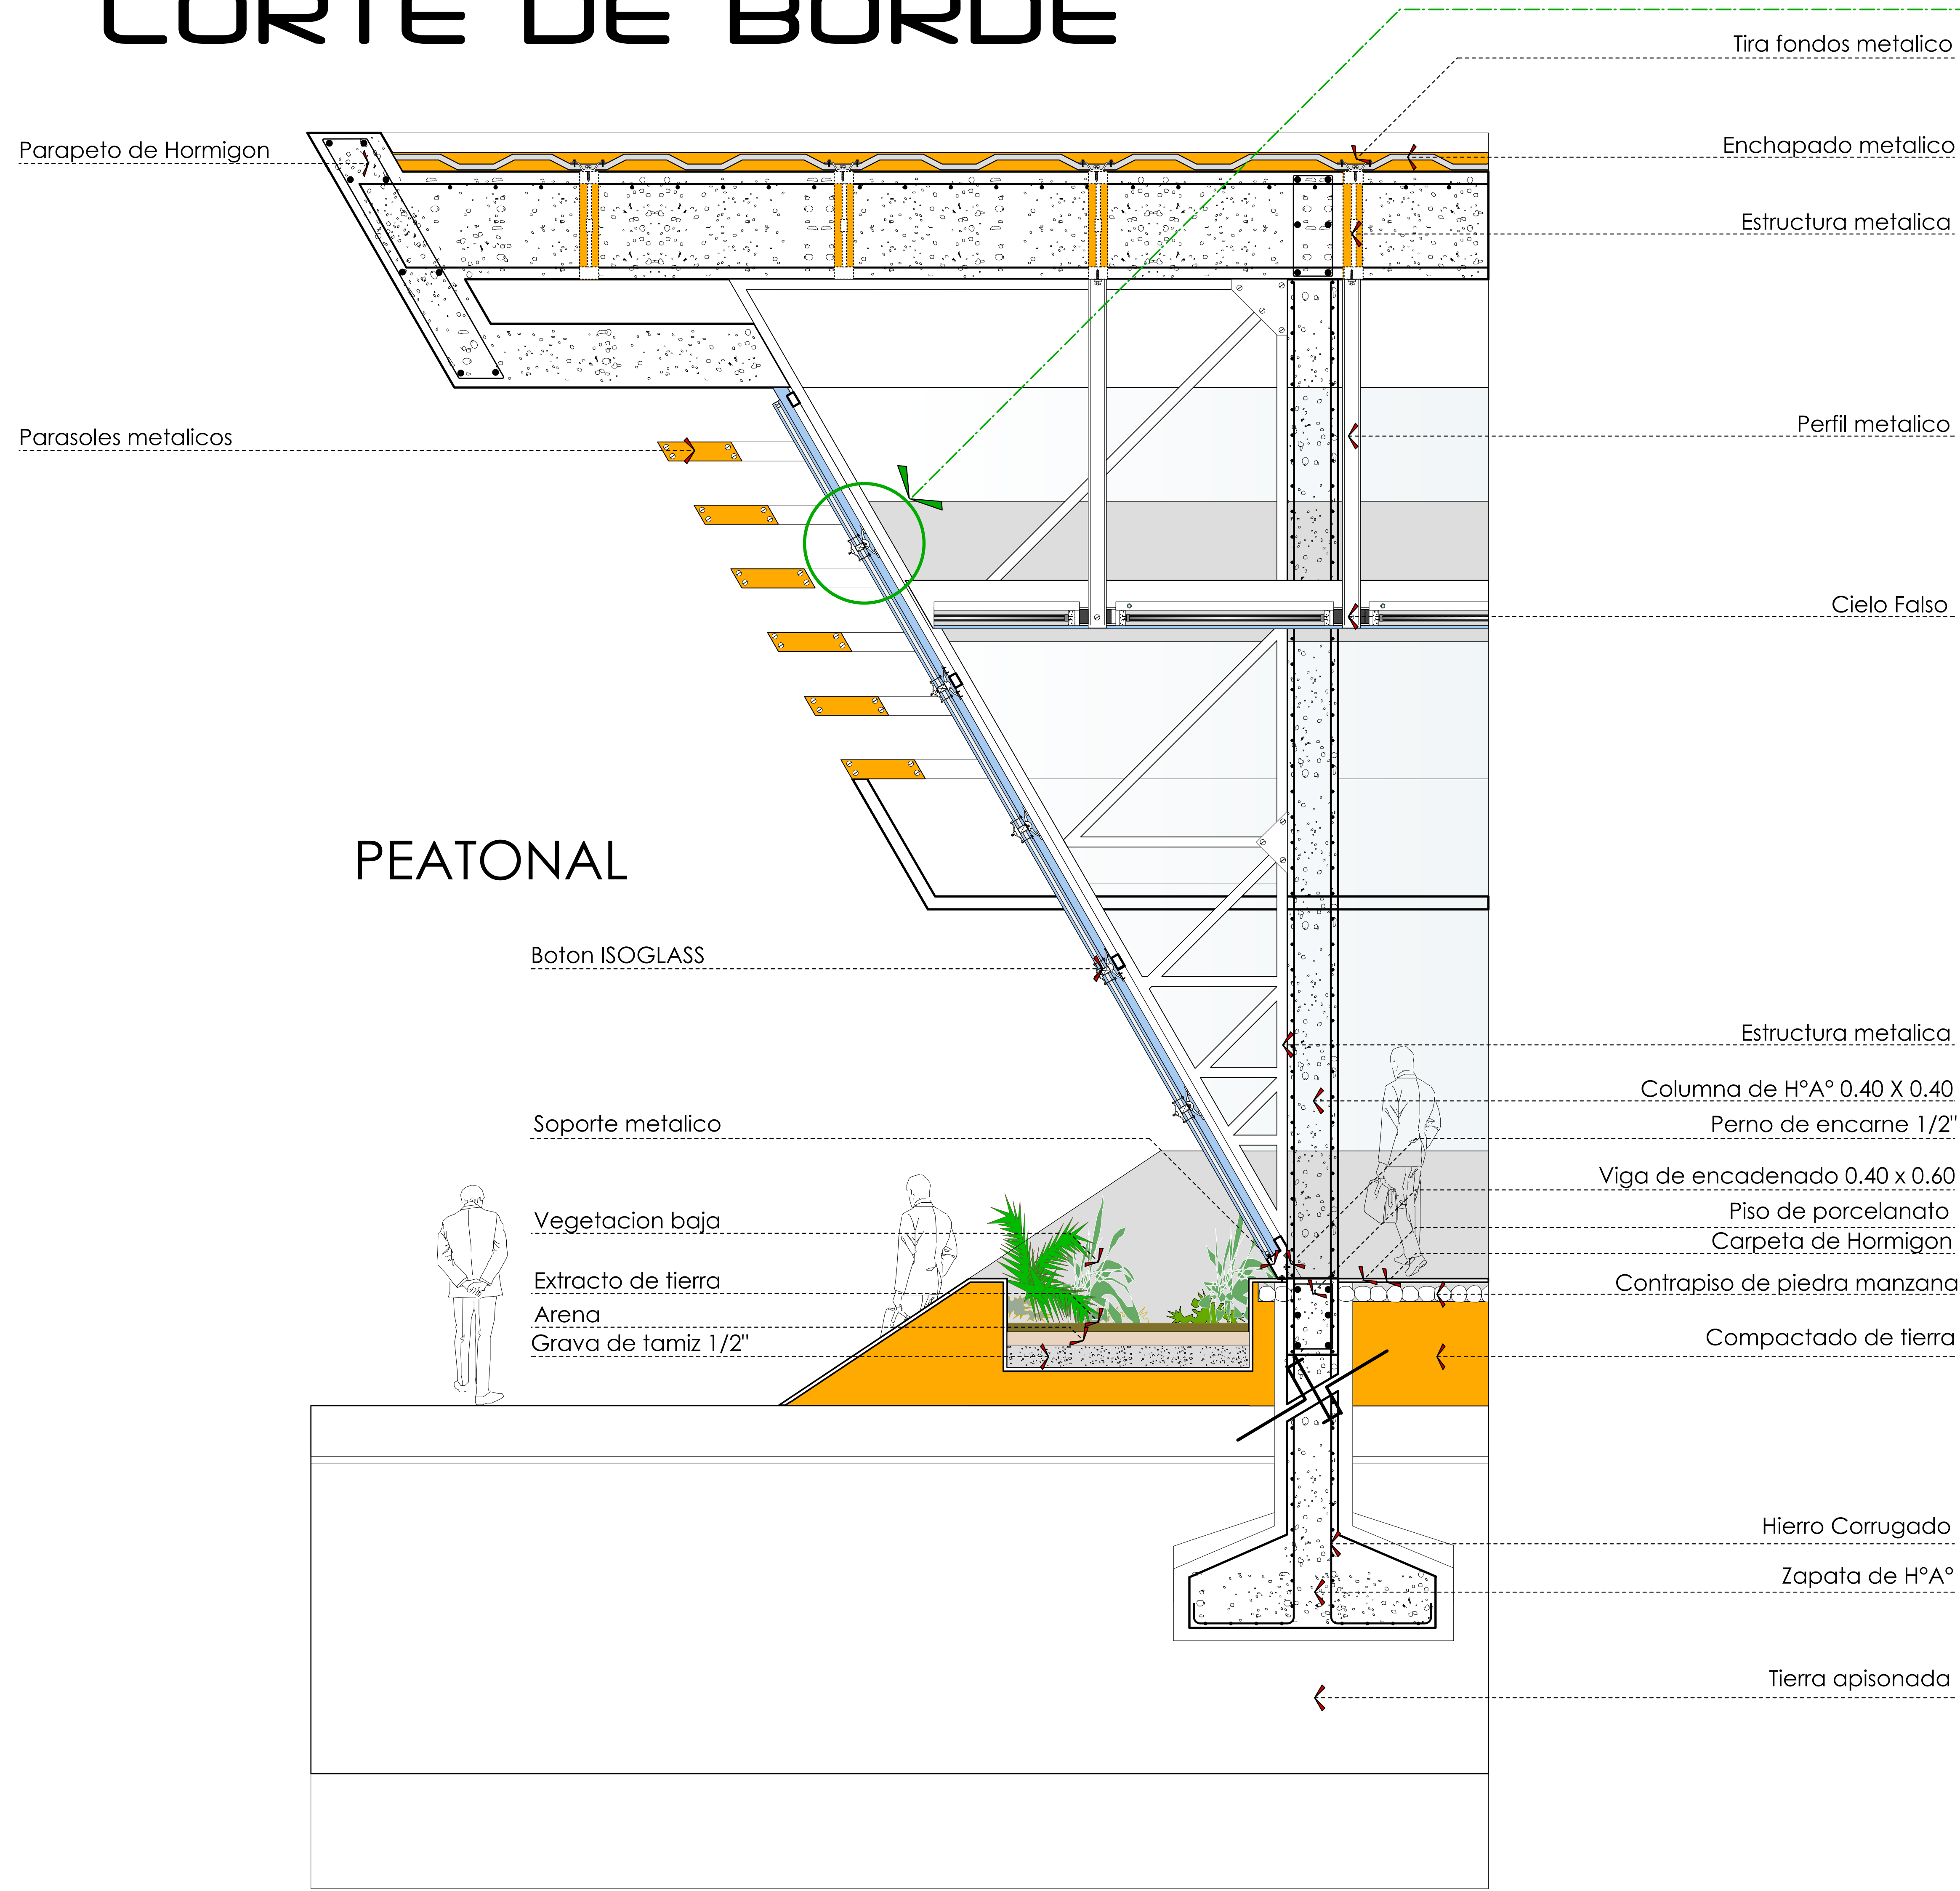 CORTE DE BORDE
Tira fondos metalico
Parapeto de Hormigon
Enchapado metalico
Estructura metalica
Parasoles metalicos
Perfil metalico
Cielo Falso
PEATONAL
Boton ISOGLASS
Estructura metalica
Columna de H°A° 0.40 X 0.40
Soporte metalico
Perno de encarne 1/2"
Viga de encadenado 0.40 x 0.60
Vegetacion baja
Piso de porcelanato
Carpeta de Hormigon
Extracto de tierra
Contrapiso de piedra manzana
Arena
Grava de tamiz 1/2"
Compactado de tierra
Hierro Corrugado
Zapata de H°A°
Tierra apisonada